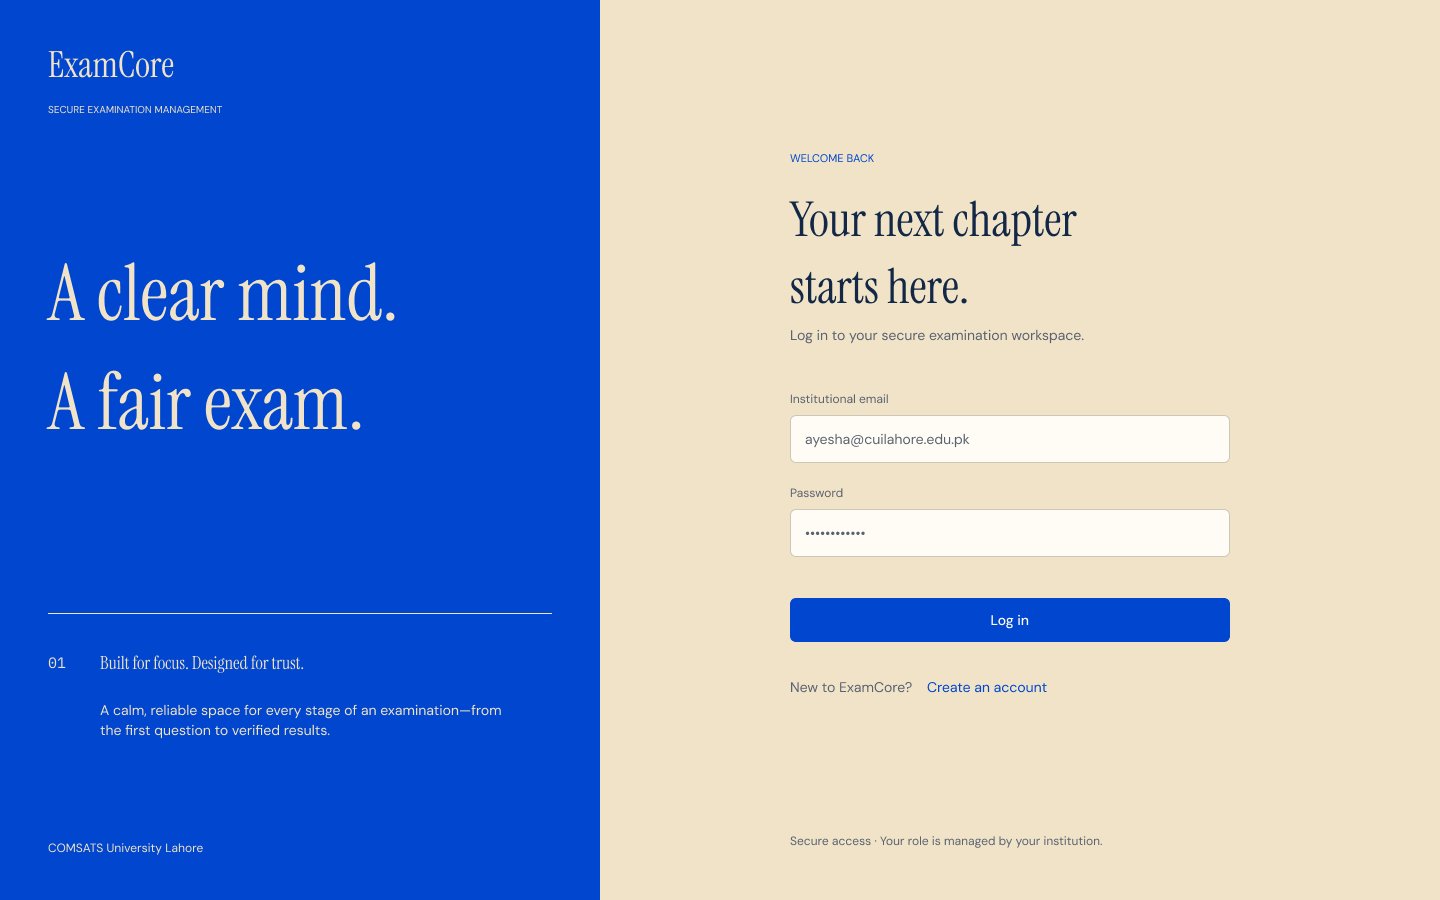 ExamCore
SECURE EXAMINATION MANAGEMENT
A clear mind.
A fair exam.
01
Built for focus. Designed for trust.
A calm, reliable space for every stage of an examination—from
the first question to verified results.
COMSATS University Lahore
WELCOME BACK
Your next chapter
starts here.
Log in to your secure examination workspace.
Institutional email
ayesha@cuilahore.edu.pk
Password
••••••••••••
Log in
New to ExamCore? Create an account
Secure access · Your role is managed by your institution.